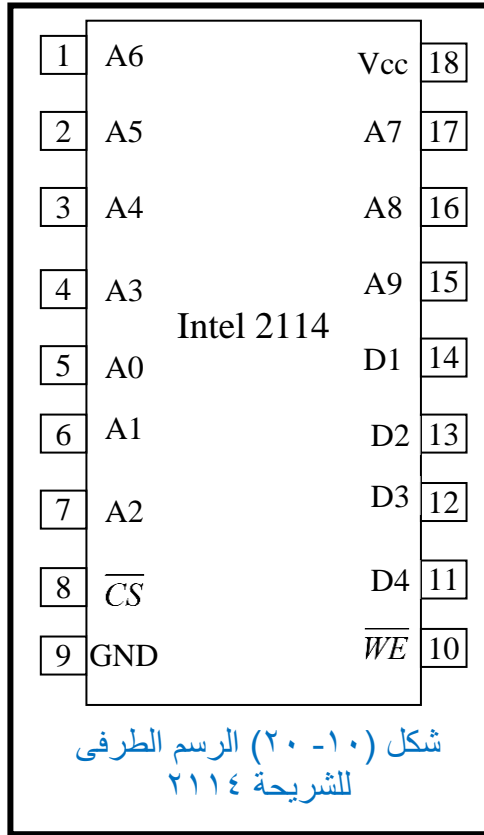 1 A6 Vcc 18
2 A5 A7 17
3 A4 A8 16
4 A3 A9 15
Intel 2114
5 A0 D1 14
6 A1 D2 13
7 A2 D3 12
8 C̅S̅ D4 11
9 GND W̅E̅ 10
شكل (١٠- ٢٠) الرسم الطرفى
للشريحة ٢١١٤